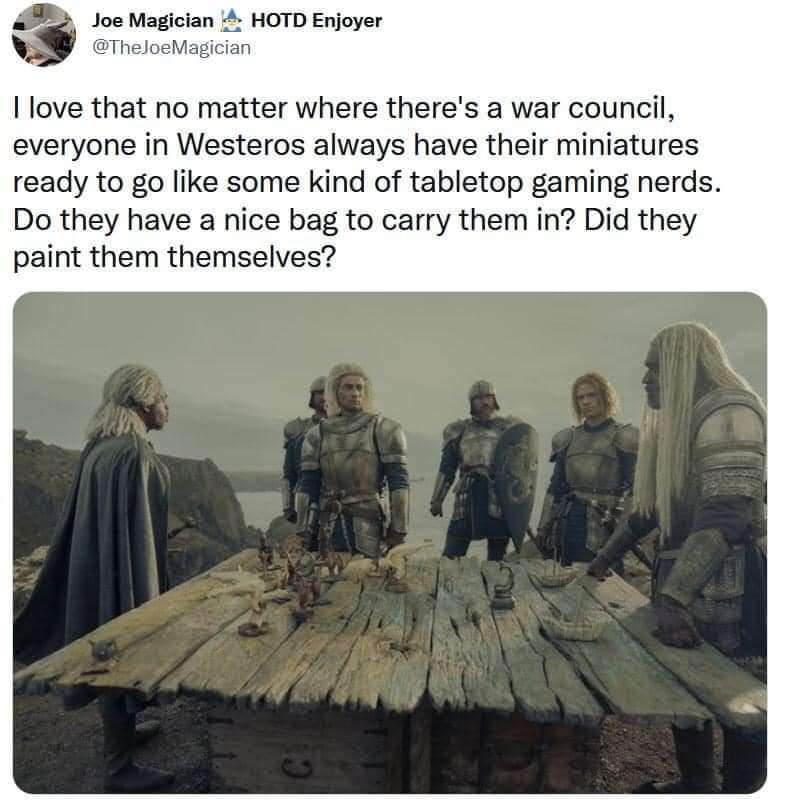 Joe Magician 🧙‍♂️ HOTD Enjoyer
@TheJoeMagician
I love that no matter where there's a war council,
everyone in Westeros always have their miniatures
ready to go like some kind of tabletop gaming nerds.
Do they have a nice bag to carry them in? Did they
paint them themselves?